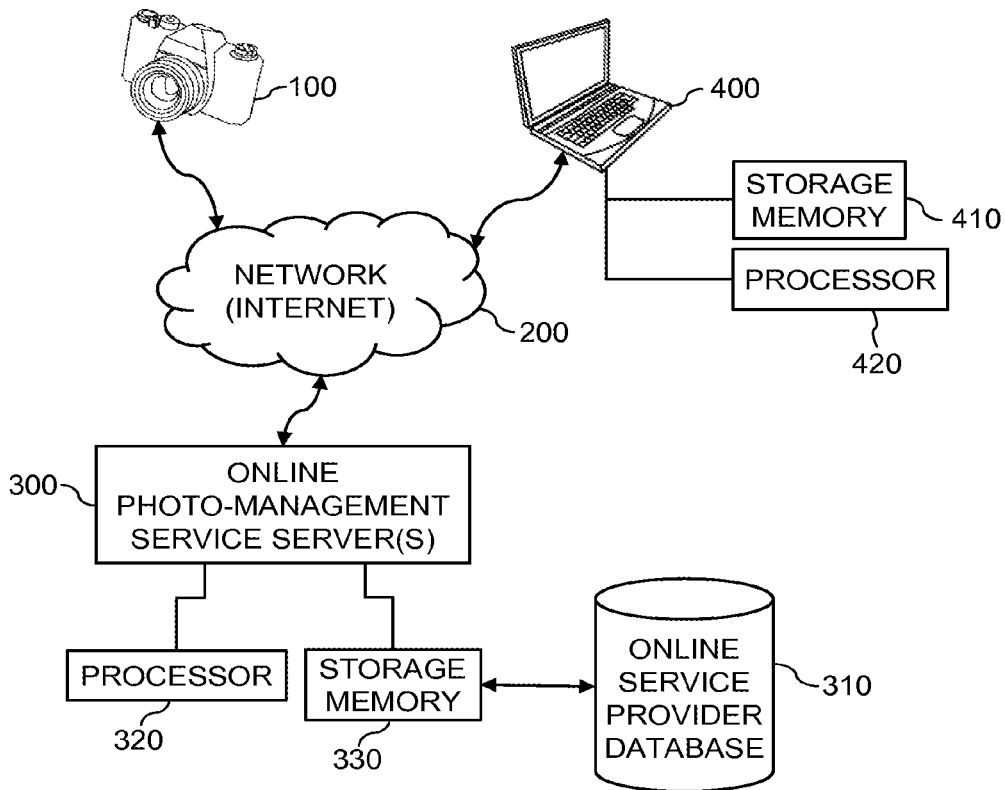 100
400
STORAGE
MEMORY
410
PROCESSOR
420
NETWORK
(INTERNET)
200
300
ONLINE
PHOTO-MANAGEMENT
SERVICE SERVER(S)
PROCESSOR
320
STORAGE
MEMORY
330
ONLINE
SERVICE
PROVIDER
DATABASE
310